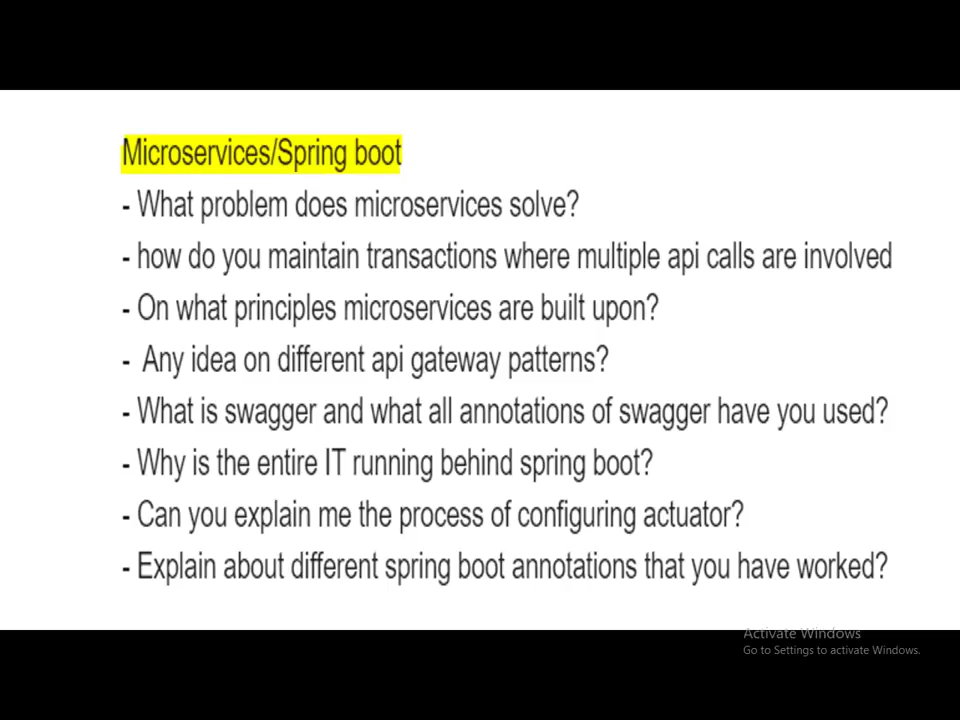 Microservices/Spring boot
- What problem does microservices solve?
- how do you maintain transactions where multiple api calls are involved
- On what principles microservices are built upon?
- Any idea on different api gateway patterns?
- What is swagger and what all annotations of swagger have you used?
- Why is the entire IT running behind spring boot?
- Can you explain me the process of configuring actuator?
- Explain about different spring boot annotations that you have worked?
Activate Windows
Go to Settings to activate Windows.